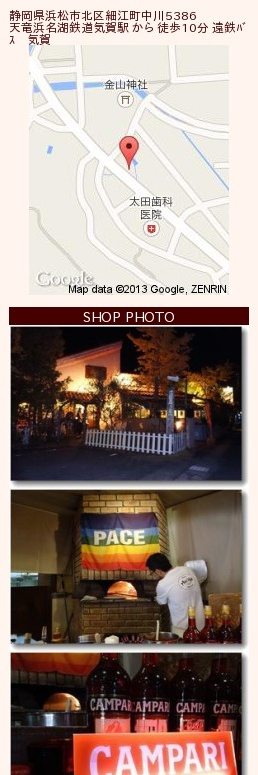 静岡県浜松市北区細江町中川5386
天竜浜名湖鉄道気賀駅 から 徒歩10分 遠鉄ﾊﾞ
ｽ　気賀
金山神社
太田歯科
医院
Google
Map data ©2013 Google, ZENRIN
SHOP PHOTO
PACE
CAMPARI
CAMPARI
CAMP
CAMPARI